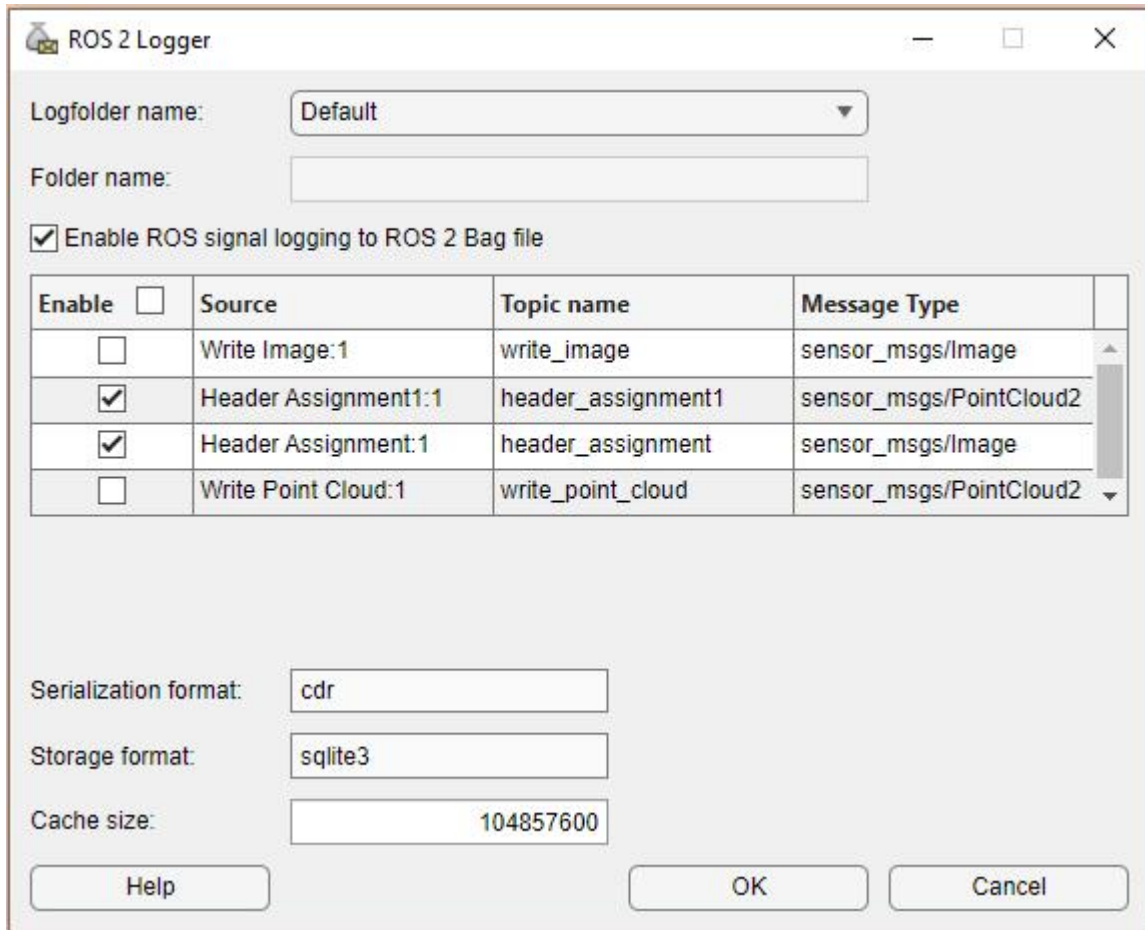 ROS 2 Logger
Logfolder name: Default
Folder name:
Enable ROS signal logging to ROS 2 Bag file
Enable Source Topic name Message Type
Write Image:1 write_image sensor_msgs/Image
Header Assignment1:1 header_assignment1 sensor_msgs/PointCloud2
Header Assignment:1 header_assignment sensor_msgs/Image
Write Point Cloud:1 write_point_cloud sensor_msgs/PointCloud2
Serialization format: cdr
Storage format: sqlite3
Cache size: 104857600
Help OK Cancel